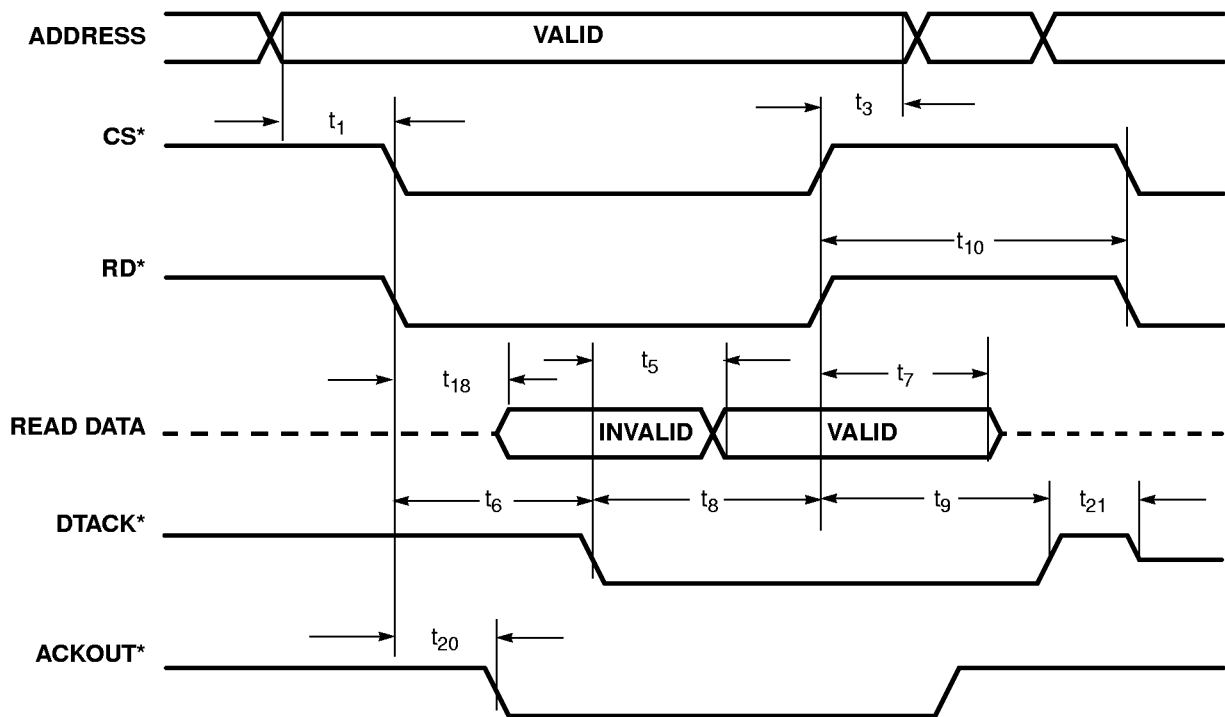 ADDRESS VALID
t3
t1
CS*
t10
RD*
t5
t18 t7
READ DATA INVALID VALID
t6 t8 t9 t21
DTACK*
t20
ACKOUT*